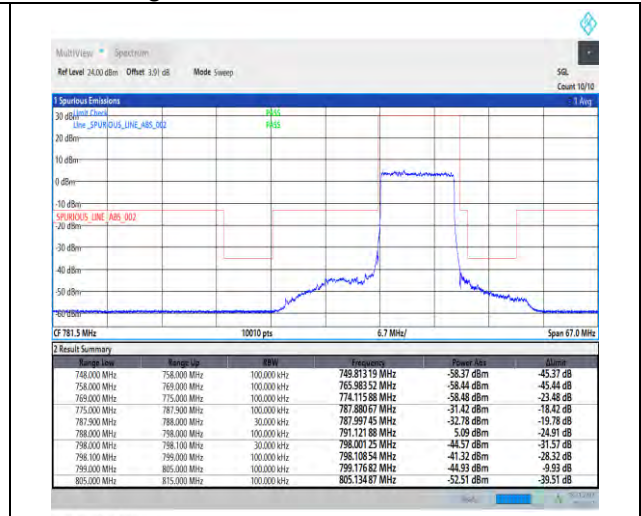 MultiView Spectrum
Ref Level 24.00 dBm Offset 3.91 dB Mode Sweep SGL
Count 10/10
1 Spurious Emissions 1 Avg
30 dBm Limit Check PASS
Line _SPURIOUS_LINE_ABS_002 PASS
20 dBm
10 dBm
0 dBm
-10 dBm
SPURIOUS_LINE_ABS_002
-20 dBm
-30 dBm
-40 dBm
-50 dBm
-60 dBm
CF 781.5 MHz 10010 pts 6.7 MHz/ Span 67.0 MHz
2 Result Summary
Range Low Range Up RBW Frequency Power Abs ΔLimit
748.000 MHz 758.000 MHz 100.000 kHz 749.81319 MHz -58.37 dBm -45.37 dB
758.000 MHz 769.000 MHz 100.000 kHz 765.98352 MHz -58.44 dBm -45.44 dB
769.000 MHz 775.000 MHz 100.000 kHz 774.11588 MHz -58.48 dBm -23.48 dB
775.000 MHz 787.900 MHz 100.000 kHz 787.88067 MHz -31.42 dBm -18.42 dB
787.900 MHz 788.000 MHz 30.000 kHz 787.99745 MHz -32.78 dBm -19.78 dB
788.000 MHz 798.000 MHz 100.000 kHz 791.12188 MHz 5.09 dBm -24.91 dB
798.000 MHz 798.100 MHz 30.000 kHz 798.00125 MHz -44.57 dBm -31.57 dB
798.100 MHz 799.000 MHz 100.000 kHz 798.10854 MHz -41.32 dBm -28.32 dB
799.000 MHz 805.000 MHz 100.000 kHz 799.17682 MHz -44.93 dBm -9.93 dB
805.000 MHz 815.000 MHz 100.000 kHz 805.13487 MHz -52.51 dBm -39.51 dB